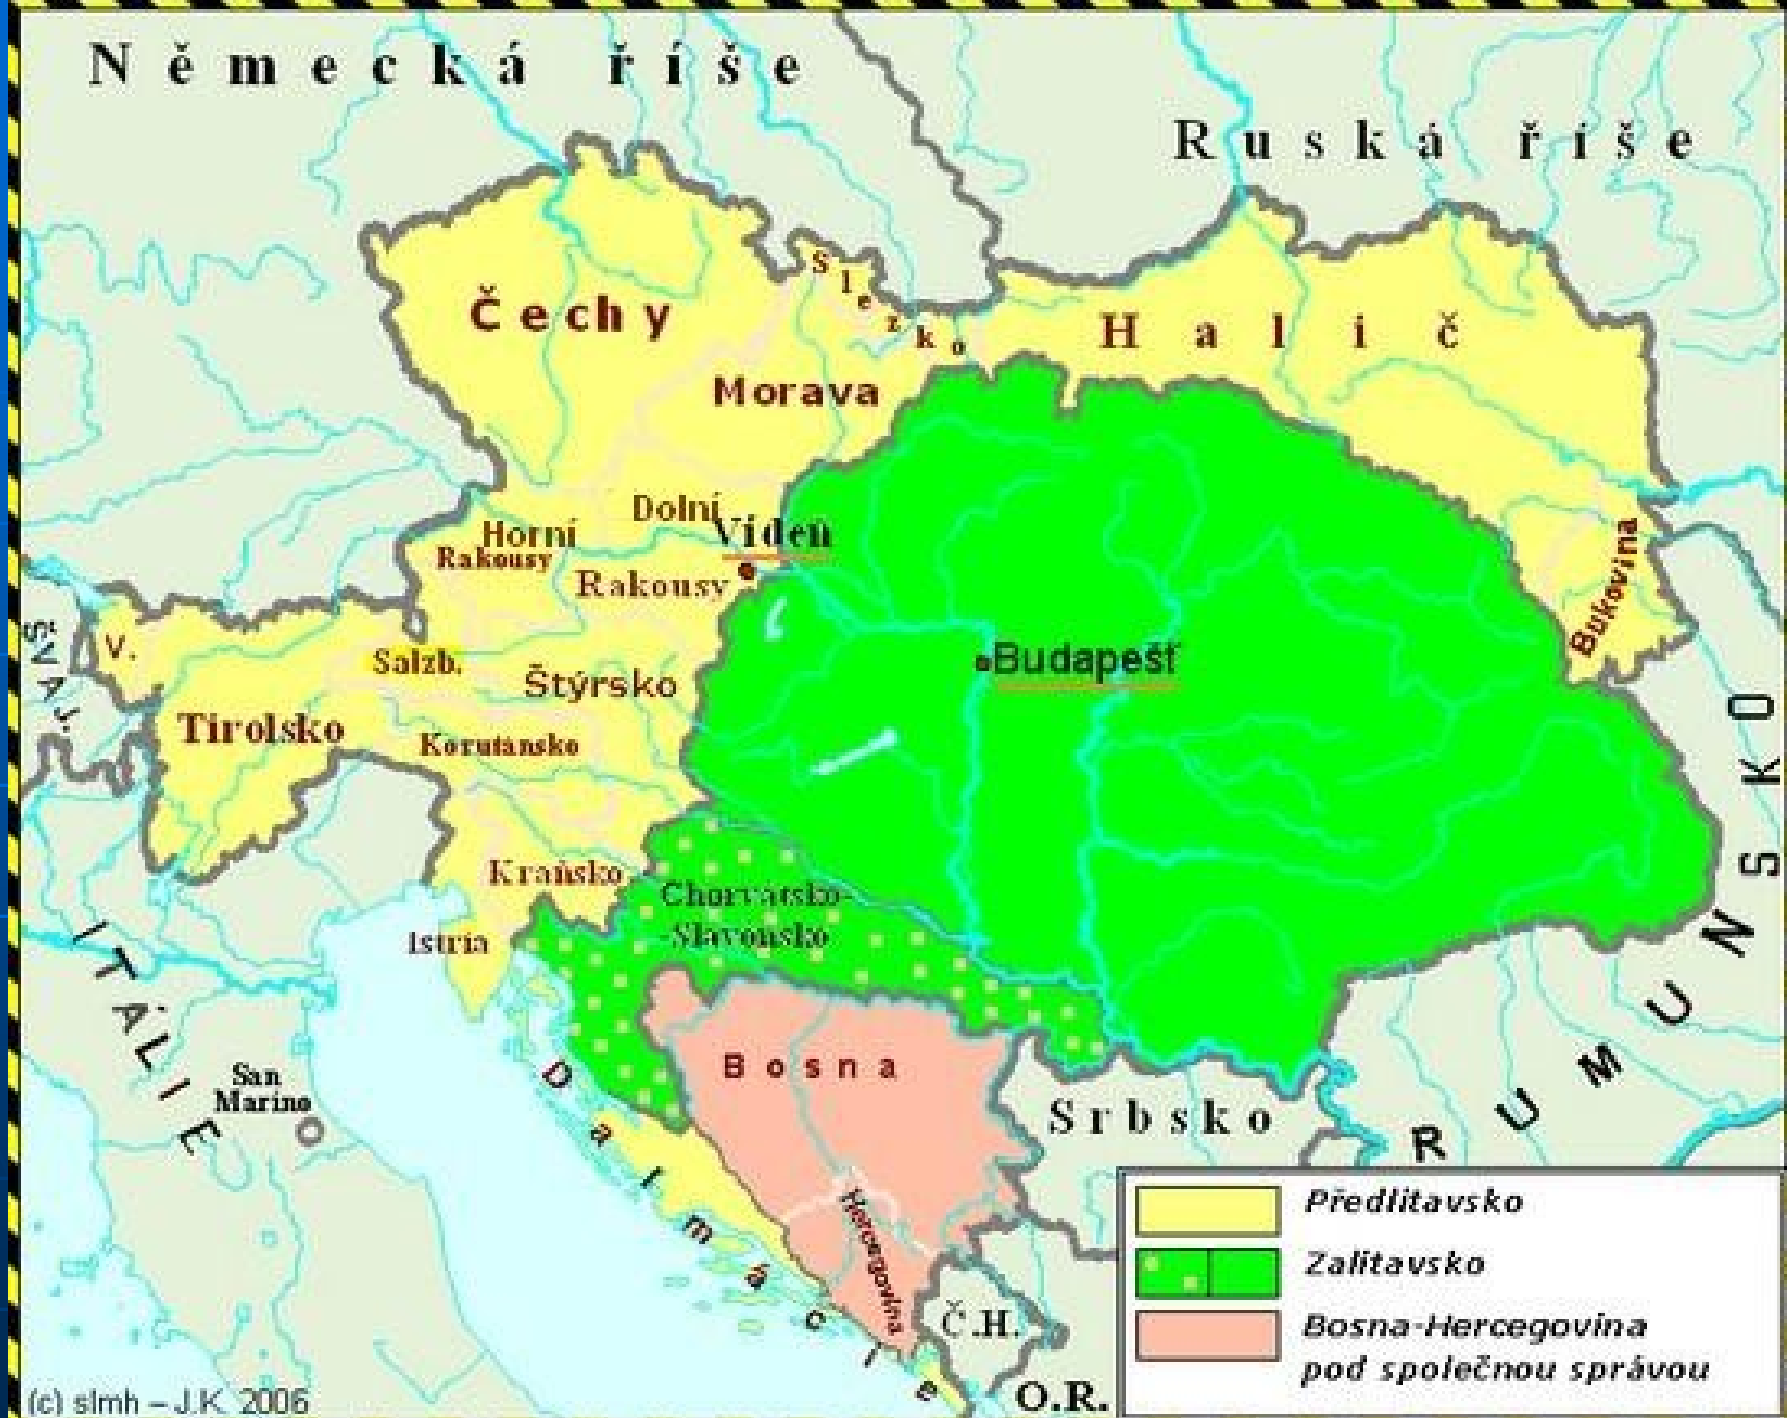 Německá říše
Ruská říše
Čechy
Slezko
Halič
Morava
Dolní
Vídeň
Horní
Rakousy
Rakousy
Bukovina
ŠVAJ.
V.
Salzb.
Budapešť
Štýrsko
Tirolsko
Korutansko
Kraňsko
Chorvatsko-
-Slavonsko
Istria
ITÁLIE
San
Marino
Dalmácie
Bosna
Hercegovina
Srbsko
RUMUNSKO
Č.H.
O.R.
Předlitavsko
Zalitavsko
Bosna-Hercegovina
pod společnou správou
(c) slmh - J.K. 2006